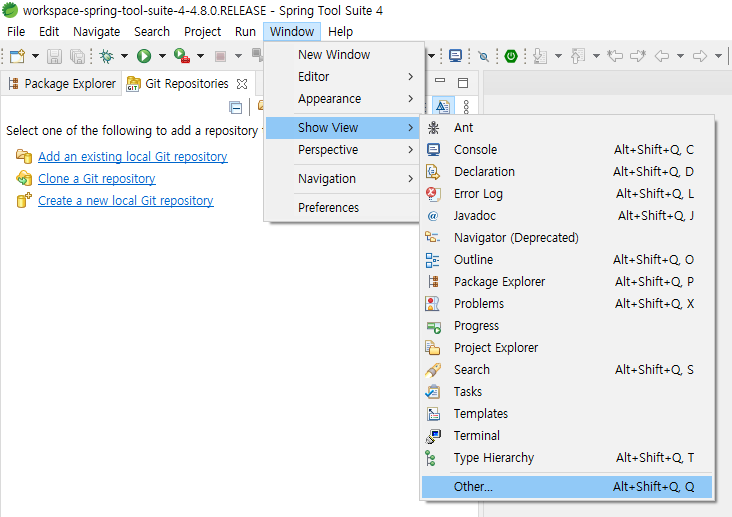 workspace-spring-tool-suite-4-4.8.0.RELEASE - Spring Tool Suite 4
File Edit Navigate Search Project Run Window Help
Package Explorer Git Repositories
Select one of the following to add a repository
Add an existing local Git repository
Clone a Git repository
Create a new local Git repository
New Window
Editor
Appearance
Show View
Perspective
Navigation
Preferences
Ant
Console Alt+Shift+Q, C
Declaration Alt+Shift+Q, D
Error Log Alt+Shift+Q, L
Javadoc Alt+Shift+Q, J
Navigator (Deprecated)
Outline Alt+Shift+Q, O
Package Explorer Alt+Shift+Q, P
Problems Alt+Shift+Q, X
Progress
Project Explorer
Search Alt+Shift+Q, S
Tasks
Templates
Terminal
Type Hierarchy Alt+Shift+Q, T
Other... Alt+Shift+Q, Q